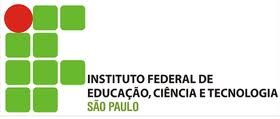 INSTITUTO FEDERAL DE
EDUCAÇÃO, CIÊNCIA E TECNOLOGIA
SÃO PAULO